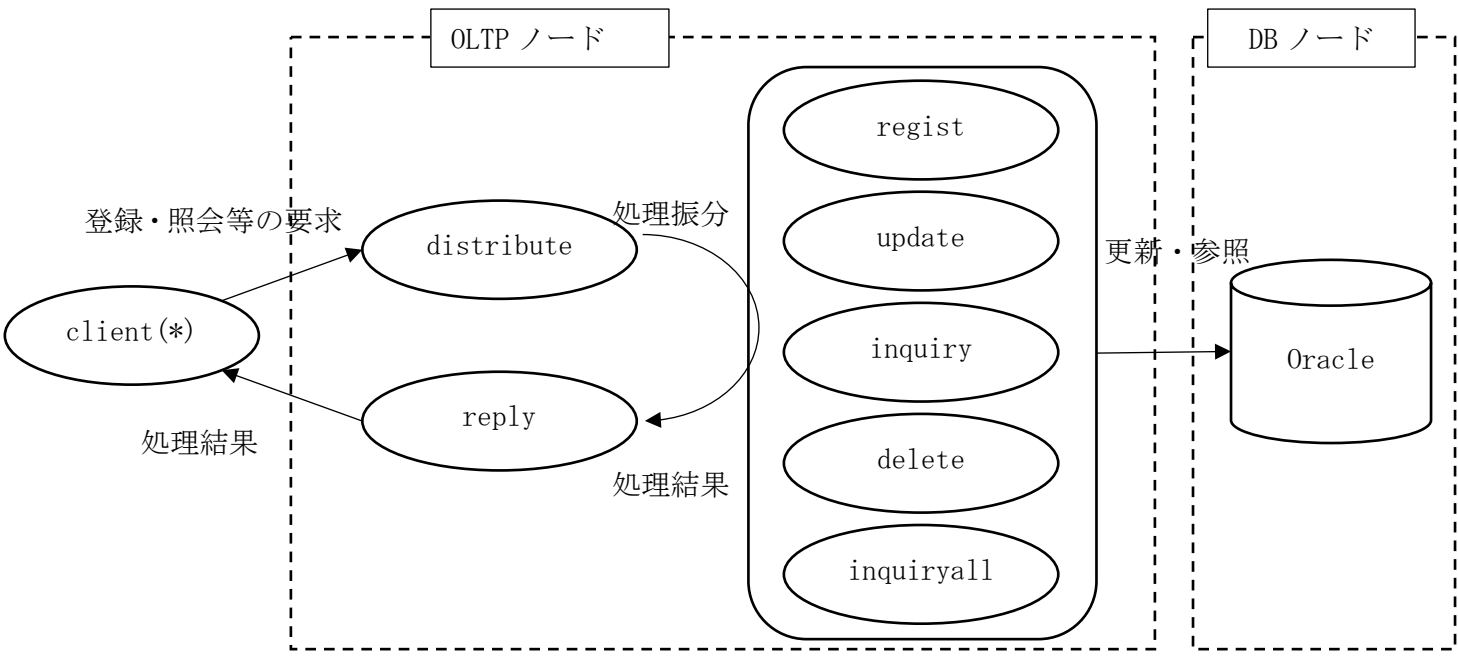 OLTP ノード
DB ノード
regist
登録・照会等の要求
処理振分
distribute
update
更新・参照
client(*)
inquiry
Oracle
reply
処理結果
delete
処理結果
inquiryall